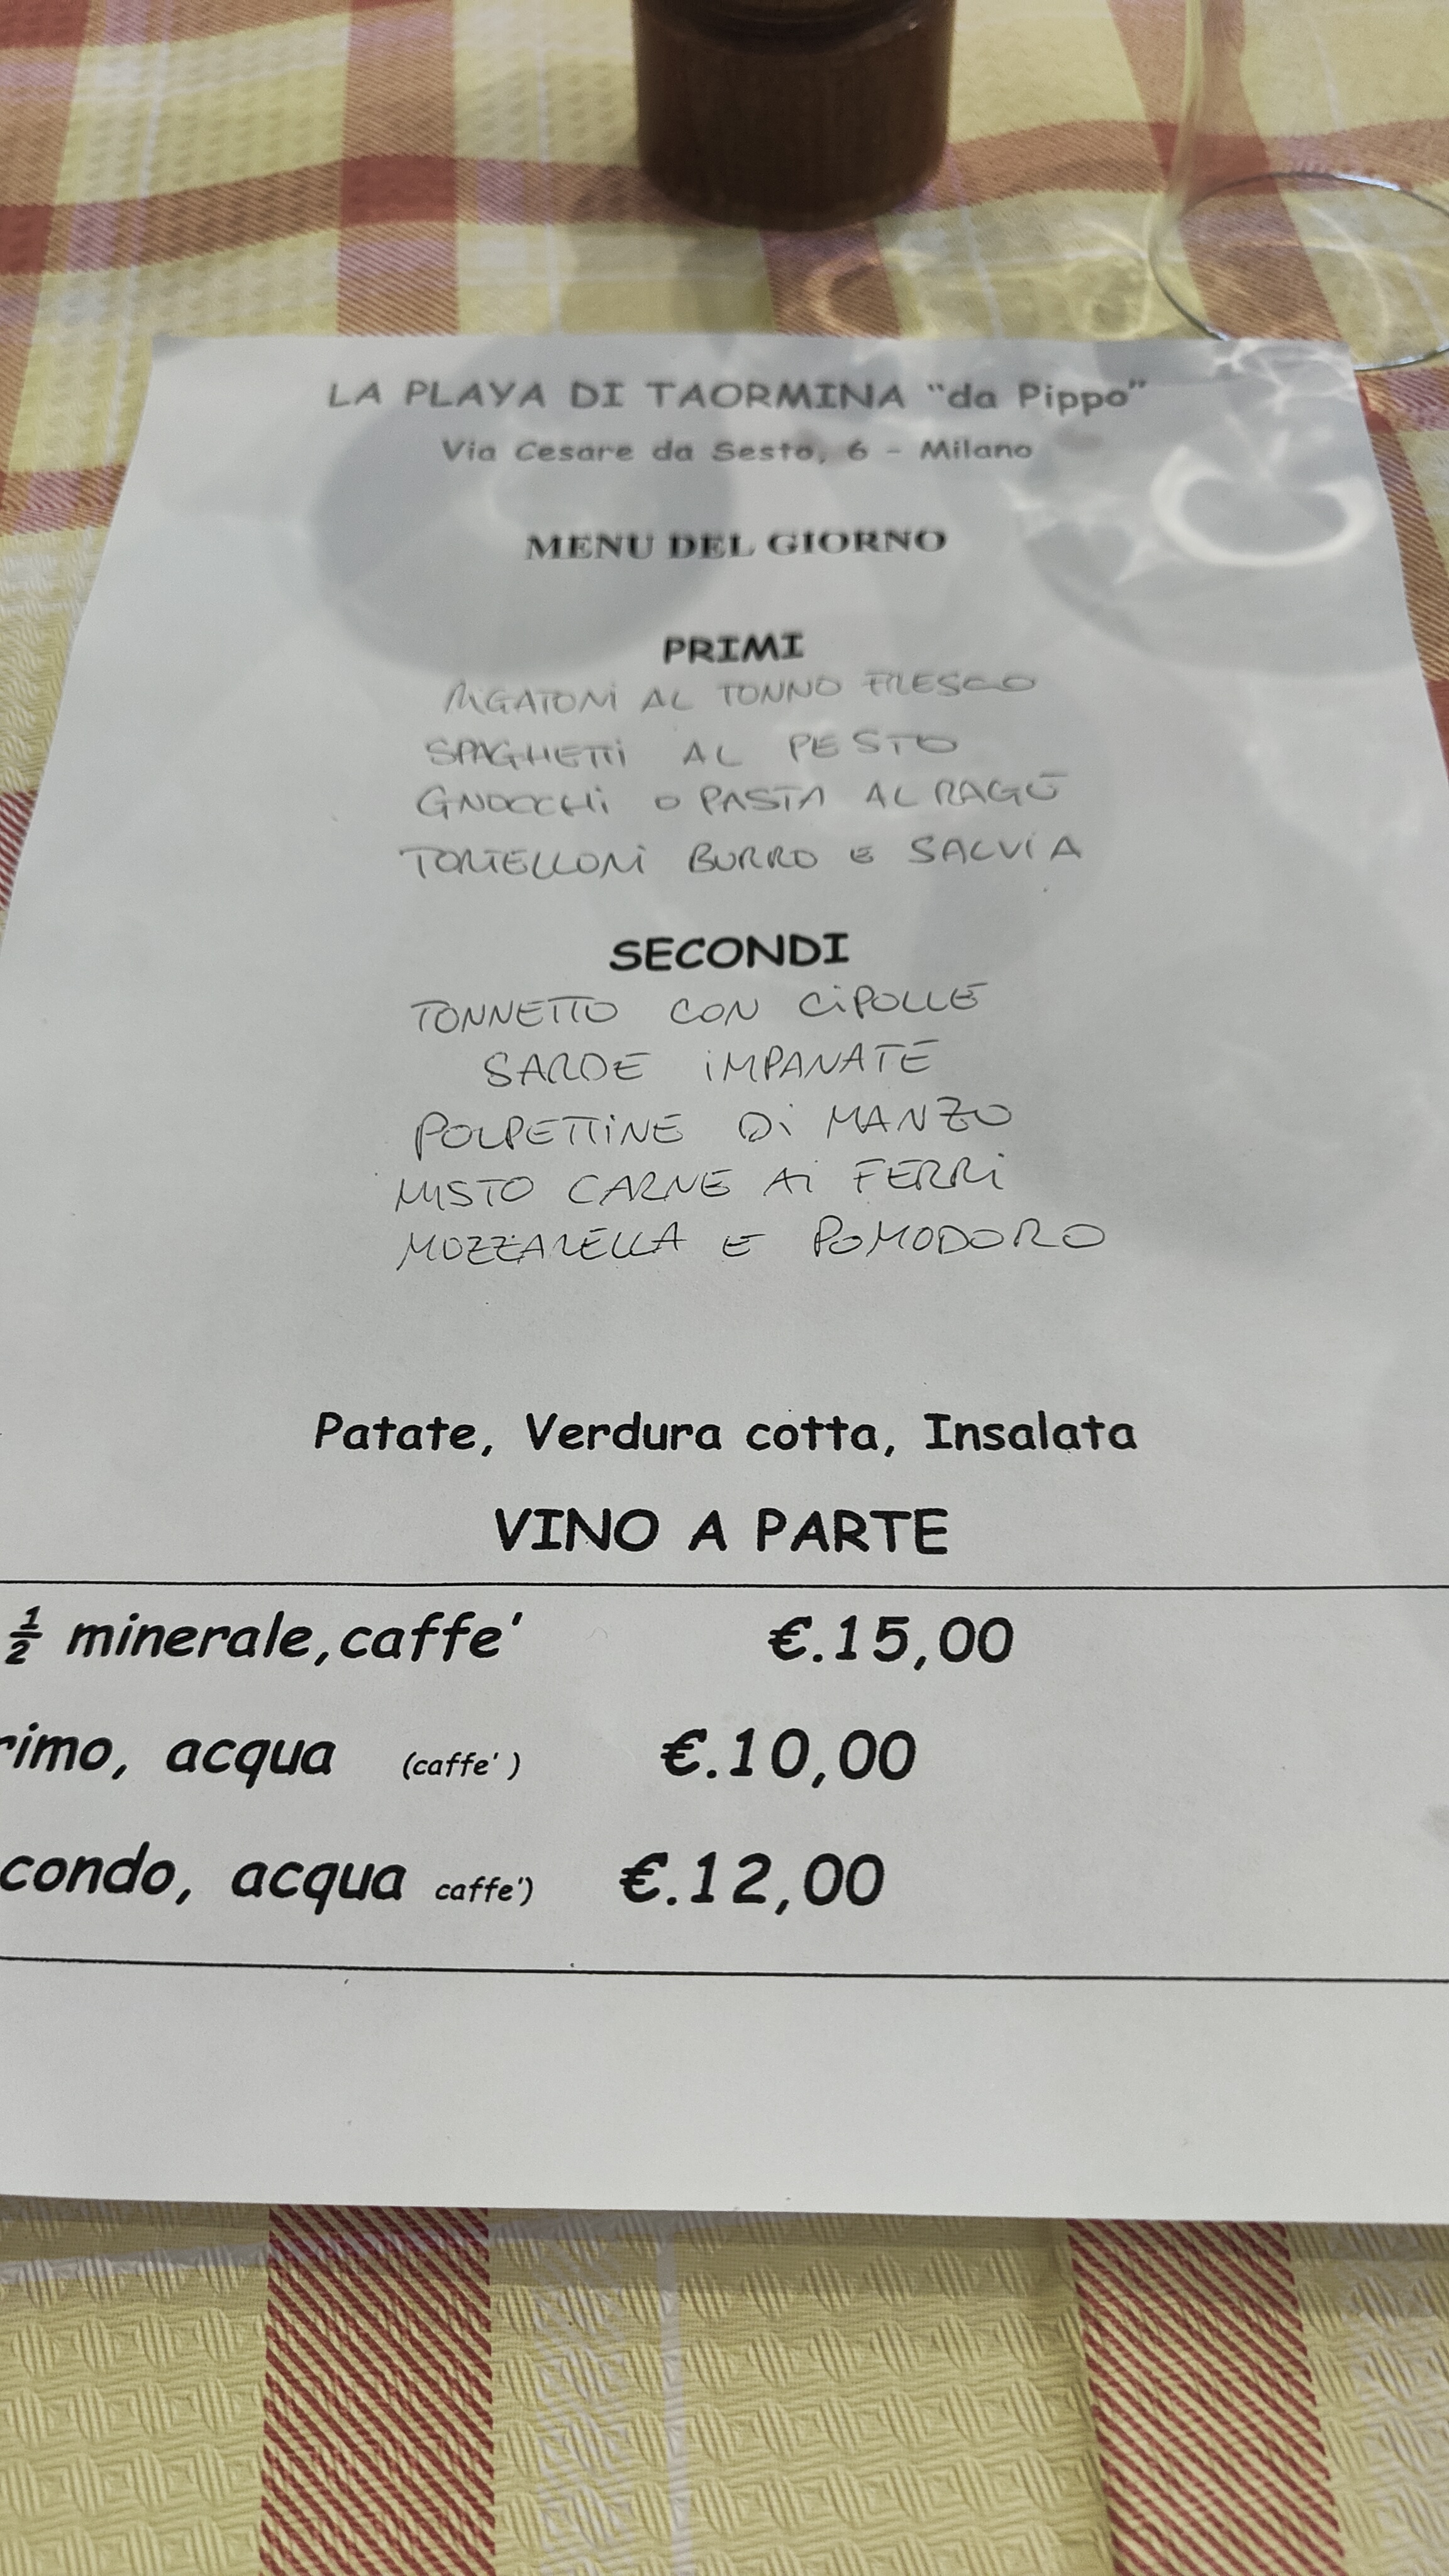 LA PLAYA DI TAORMINA “da Pippo”
Via Cesare da Sesto, 6 - Milano
MENU DEL GIORNO
PRIMI
RIGATONI AL TONNO FRESCO
SPAGHETTI AL PESTO
GNOCCHI O PASTA AL RAGÙ
TORTELLONI BURRO E SALVIA
SECONDI
TONNETTO CON CIPOLLE
SARDE IMPANATE
POLPETTINE DI MANZO
MISTO CARNE AI FERRI
MOZZARELLA E POMODORO
Patate, Verdura cotta, Insalata
VINO A PARTE
½ minerale,caffe' €.15,00
rimo, acqua (caffe' ) €.10,00
condo, acqua caffe') €.12,00